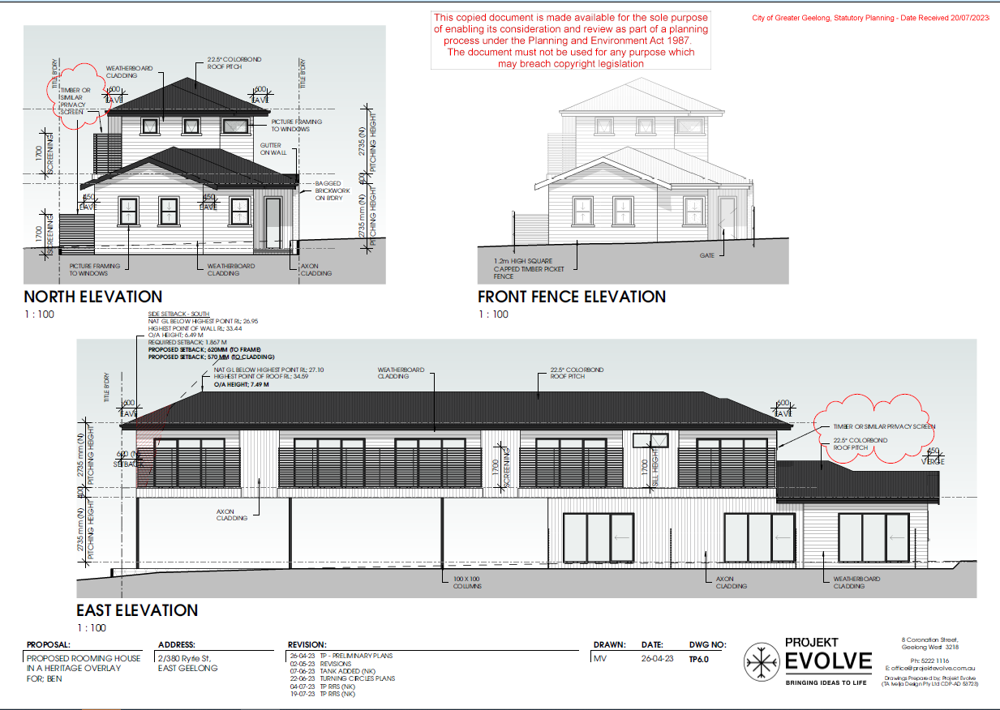 This copied document is made available for the sole purpose
of enabling its consideration and review as part of a planning
process under the Planning and Environment Act 1987.
The document must not be used for any purpose which
may breach copyright legislation
City of Greater Geelong, Statutory Planning - Date Received 20/07/2023
TITLE B'DRY
WEATHERBOARD
CLADDING
22.5° COLORBOND
ROOF PITCH
TITLE B'DRY
600
EAVE
600
EAVE
TIMBER OR
SIMILAR
PRIVACY
SCREEN
PICTURE FRAMING
TO WINDOWS
GUTTER
ON WALL
1700
SCREENING
2735 (N)
PITCHING HEIGHT
400
BAGGED
BRICKWORK
ON B'DRY
450
EAVE
450
EAVE
1700
SCREENING
2735 mm (N)
PITCHING HEIGHT
PICTURE FRAMING
TO WINDOWS
WEATHERBOARD
CLADDING
AXON
CLADDING
NORTH ELEVATION
1 : 100
1.2m HIGH SQUARE
CAPPED TIMBER PICKET
FENCE
GATE
FRONT FENCE ELEVATION
1 : 100
SIDE SETBACK - SOUTH
NAT GL BELOW HIGHEST POINT RL; 26.95
HIGHEST POINT OF WALL RL; 33.44
O/A HEIGHT; 6.49 M
REQUIRED SETBACK; 1.867 M
PROPOSED SETBACK; 620MM (TO FRAME)
PROPOSED SETBACK; 570 MM (TO CLADDING)
NAT GL BELOW HIGHEST POINT RL; 27.10
HIGHEST POINT OF ROOF RL; 34.59
O/A HEIGHT; 7.49 M
WEATHERBOARD
CLADDING
22.5° COLORBOND
ROOF PITCH
TITLE B'DRY
600
EAVE
600
EAVE
TIMBER OR SIMILAR PRIVACY SCREEN
22.5° COLORBOND
ROOF PITCH
450
VERGE
2735 mm (N)
PITCHING HEIGHT
620 (N)
SETBACK
1700
SCREENING
1700
SILL HEIGHT
400
2735 mm (N)
PITCHING HEIGHT
AXON
CLADDING
100 X 100
COLUMNS
AXON
CLADDING
WEATHERBOARD
CLADDING
EAST ELEVATION
1 : 100
PROPOSAL:
PROPOSED ROOMING HOUSE
IN A HERITAGE OVERLAY
FOR; BEN
ADDRESS:
2/380 Ryrie St,
EAST GEELONG
REVISION:
26-04-23 TP - PRELIMINARY PLANS
02-05-23 REVISIONS
07-06-23 TANK ADDED (NK)
22-06-23 TURNING CIRCLES PLANS
04-07-23 TP RFIS (NK)
19-07-23 TP RFIS (NK)
DRAWN:
MV
DATE:
26-04-23
DWG NO:
TP6.0
PROJEKT
EVOLVE
BRINGING IDEAS TO LIFE
8 Coronation Street,
Geelong West 3218
Ph: 5222 1116
E: office@projektevolve.com.au
Drawings Prepared by; Projekt Evolve
(TA Ivelja Design Pty Ltd CDP-AD 53723)